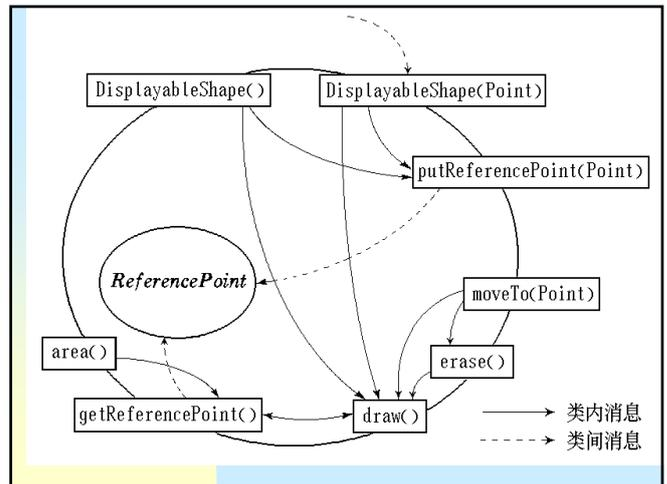 DisplayableShape()
DisplayableShape(Point)
putReferencePoint(Point)
ReferencePoint
moveTo(Point)
area()
erase()
getReferencePoint()
draw()
类内消息
类间消息